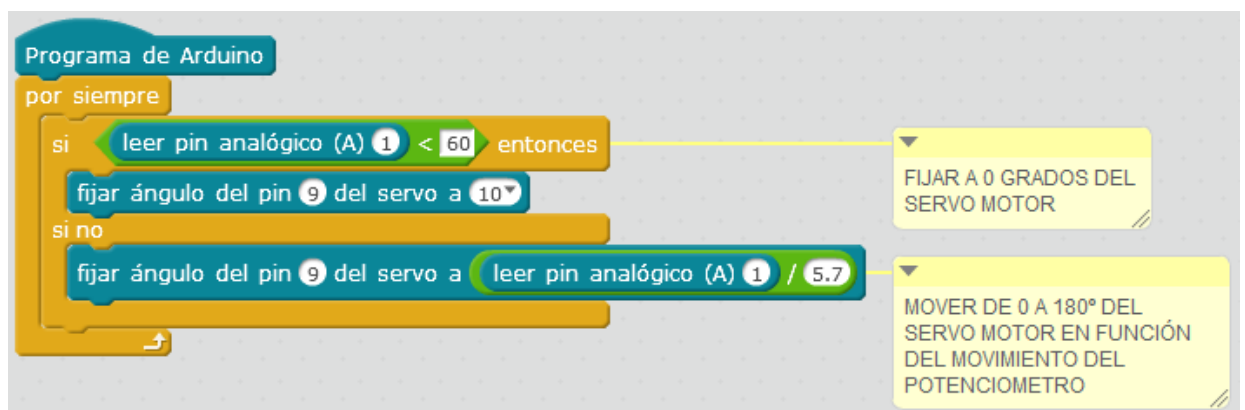 Programa de Arduino
por siempre
si leer pin analógico (A) 1 < 60 entonces
fijar ángulo del pin 9 del servo a 10
si no
fijar ángulo del pin 9 del servo a leer pin analógico (A) 1 / 5.7
FIJAR A 0 GRADOS DEL
SERVO MOTOR
MOVER DE 0 A 180º DEL
SERVO MOTOR EN FUNCIÓN
DEL MOVIMIENTO DEL
POTENCIOMETRO